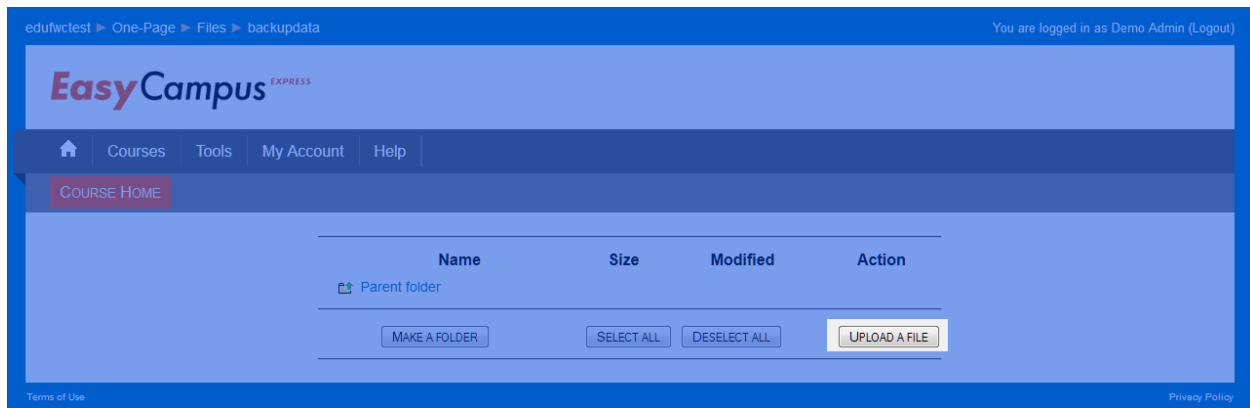 edufwctest ► One-Page ► Files ► backupdata
You are logged in as Demo Admin (Logout)
EasyCampus EXPRESS
Courses Tools My Account Help
COURSE HOME
Name Size Modified Action
Parent folder
MAKE A FOLDER SELECT ALL DESELECT ALL UPLOAD A FILE
Terms of Use
Privacy Policy